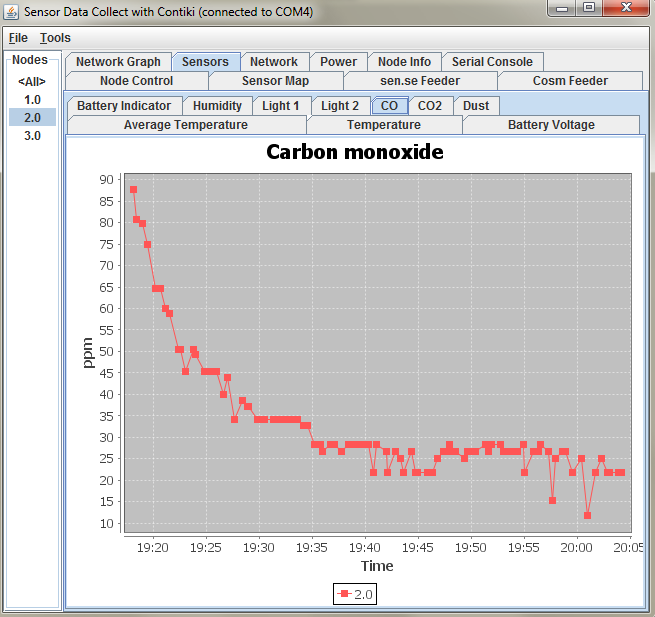 Sensor Data Collect with Contiki (connected to COM4)
File Tools
Nodes
<All>
1.0
2.0
3.0
Network Graph Sensors Network Power Node Info Serial Console
Node Control Sensor Map sen.se Feeder Cosm Feeder
Battery Indicator Humidity Light 1 Light 2 CO CO2 Dust
Average Temperature Temperature Battery Voltage
Carbon monoxide
90
85
80
75
70
65
60
55
50
45
40
35
30
25
20
15
10
ppm
19:20 19:25 19:30 19:35 19:40 19:45 19:50 19:55 20:00 20:05
Time
2.0